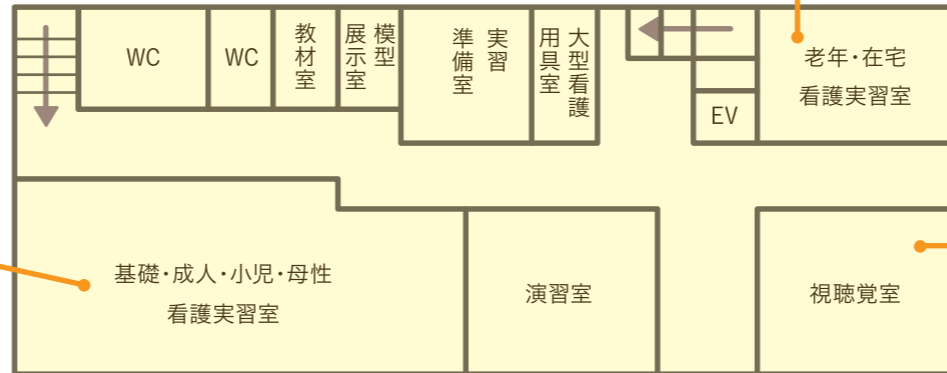 WC
WC
教材室
模型
展示室
実習
準備室
大型看護
用具室
EV
老年・在宅
看護実習室
基礎・成人・小児・母性
看護実習室
演習室
視聴覚室